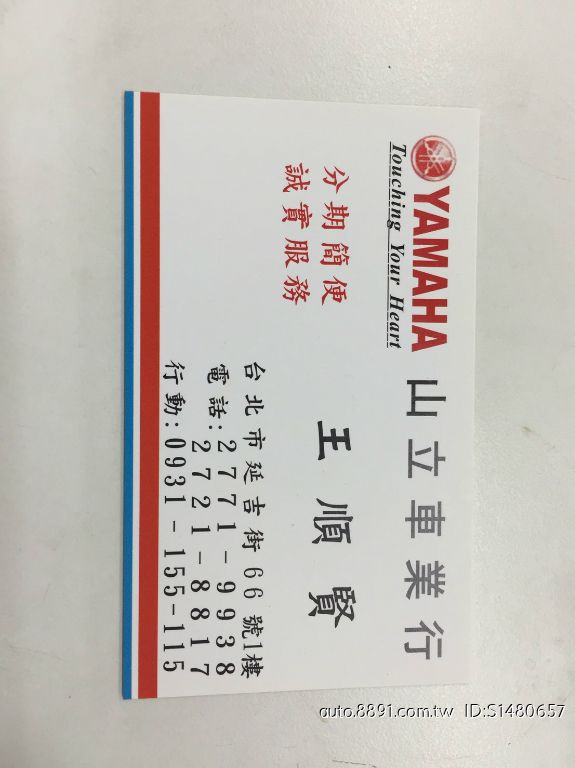 YAMAHA 山立車業行
Touching Your Heart
分期簡便
誠實服務
王順賢
台北市延吉街66號1樓
電話:2771-9938
2721-8817
行動:0931-155-115
auto.8891.com.tw ID:S1480657